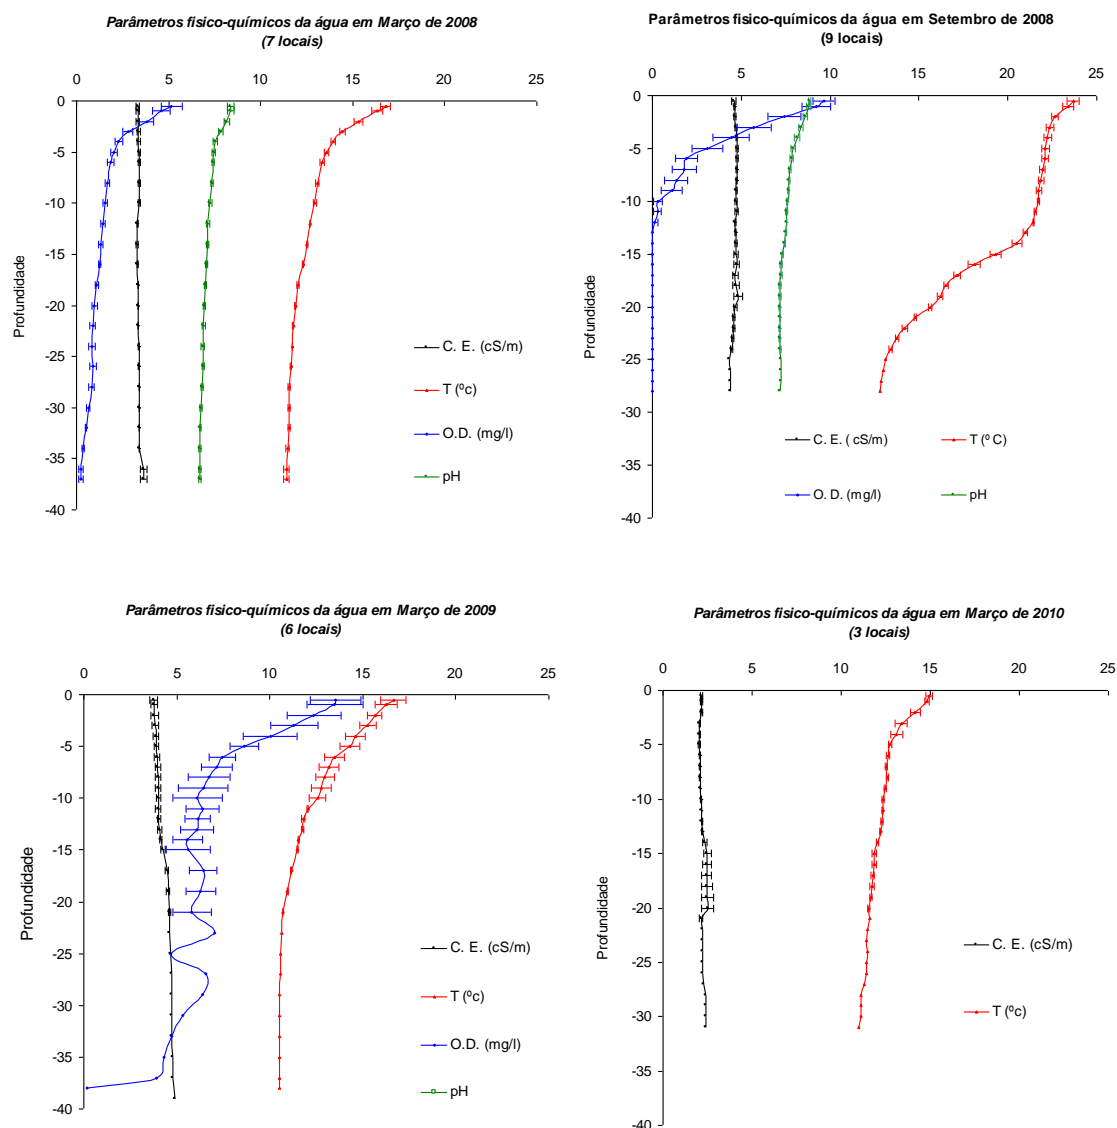 Parâmetros fisico-químicos da água em Março de 2008
(7 locais)
0 5 10 15 20 25
0
-5
-10
-15
-20
-25
-30
-35
-40
Profundidade
C. E. (cS/m)
T (ºc)
O.D. (mg/l)
pH
Parâmetros fisico-químicos da água em Setembro de 2008
(9 locais)
0 5 10 15 20 25
0
-5
-10
-15
-20
-25
-30
-35
-40
Profundidade
C. E. ( cS/m) T (º C)
O. D. (mg/l) pH
Parâmetros fisico-químicos da água em Março de 2009
(6 locais)
0 5 10 15 20 25
0
-5
-10
-15
-20
-25
-30
-35
-40
Profundidade
C. E. (cS/m)
T (ºc)
O.D. (mg/l)
pH
Parâmetros fisico-químicos da água em Março de 2010
(3 locais)
0 5 10 15 20 25
0
-5
-10
-15
-20
-25
-30
-35
-40
Profundidade
C. E. (cS/m)
T (ºc)